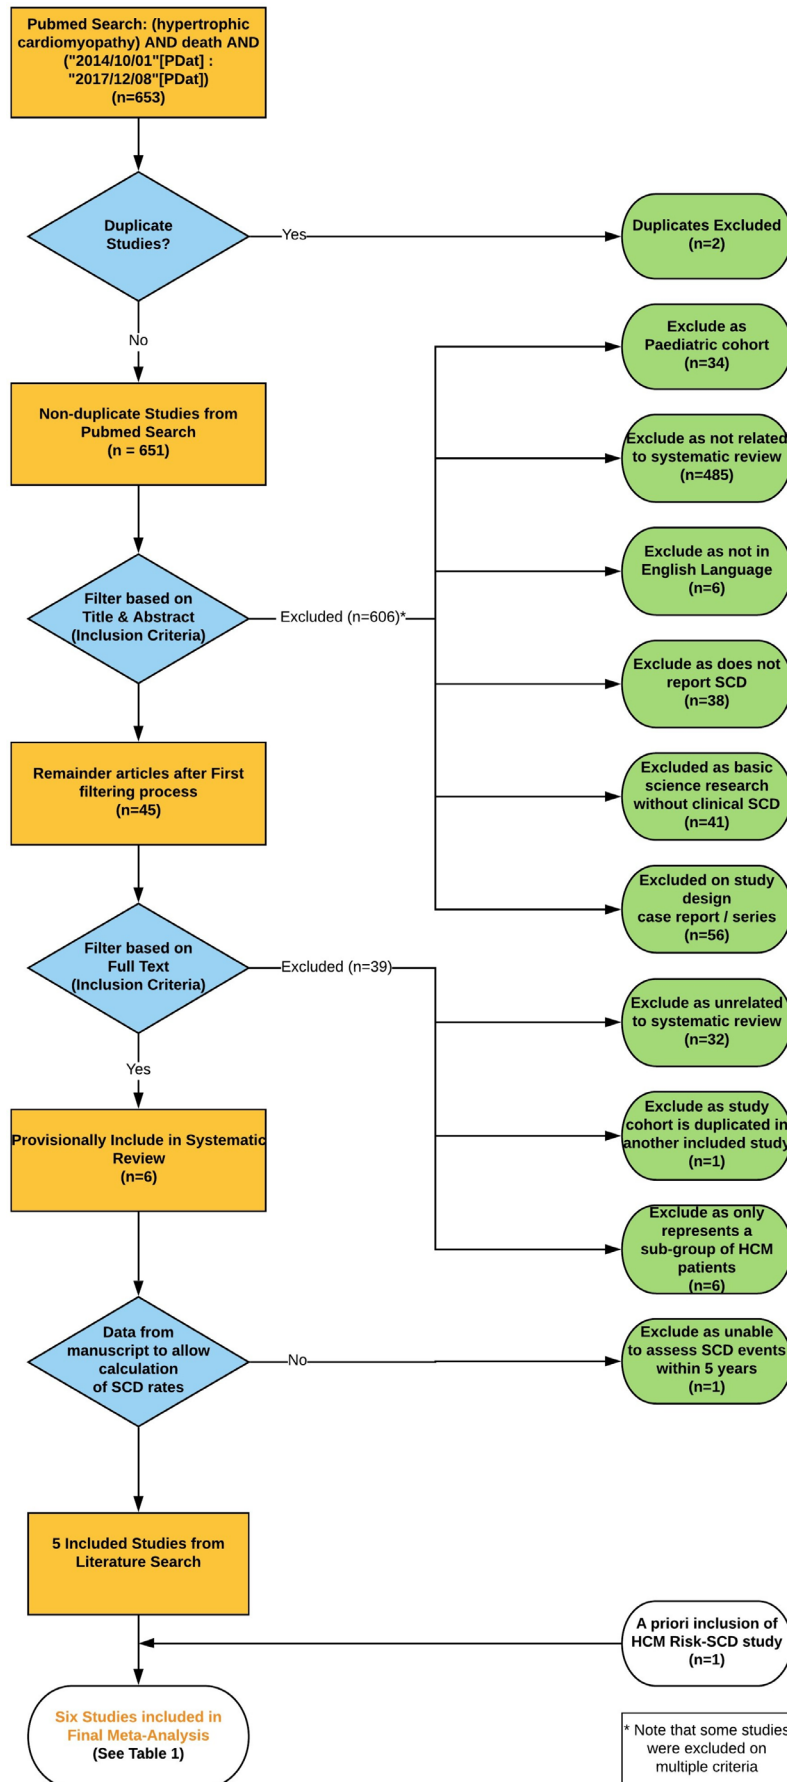 Pubmed Search: (hypertrophic
cardiomyopathy) AND death AND
("2014/10/01"[PDat] :
"2017/12/08"[PDat])
(n=653)
Duplicate
Studies?
Yes
Duplicates Excluded
(n=2)
No
Non-duplicate Studies from
Pubmed Search
(n = 651)
Filter based on
Title & Abstract
(Inclusion Criteria)
Excluded (n=606)*
Exclude as
Paediatric cohort
(n=34)
Exclude as not related
to systematic review
(n=485)
Exclude as not in
English Language
(n=6)
Exclude as does not
report SCD
(n=38)
Excluded as basic
science research
without clinical SCD
(n=41)
Excluded on study
design
case report / series
(n=56)
Remainder articles after First
filtering process
(n=45)
Filter based on
Full Text
(Inclusion Criteria)
Excluded (n=39)
Exclude as unrelated
to systematic review
(n=32)
Exclude as study
cohort is duplicated in
another included study
(n=1)
Exclude as only
represents a
sub-group of HCM
patients
(n=6)
Yes
Provisionally Include in Systematic
Review
(n=6)
Data from
manuscript to allow
calculation
of SCD rates
No
Exclude as unable
to assess SCD events
within 5 years
(n=1)
5 Included Studies from
Literature Search
A priori inclusion of
HCM Risk-SCD study
(n=1)
Six Studies included in
Final Meta-Analysis
(See Table 1)
* Note that some studies
were excluded on
multiple criteria